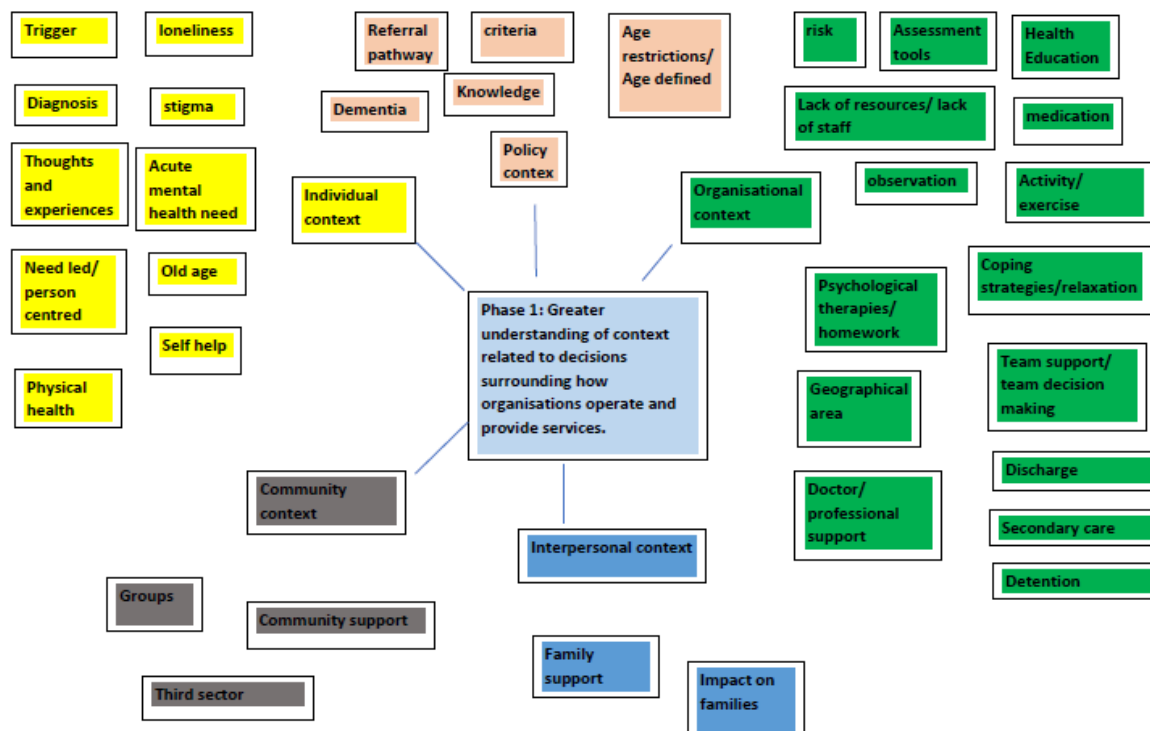 Trigger
loneliness
Diagnosis
stigma
Thoughts
and
experiences
Acute
mental
health need
Need led/
person
centred
Old age
Self help
Physical
health
Individual
context
Referral
pathway
criteria
Age
restrictions/
Age defined
Dementia
Knowledge
Policy
contex
risk
Assessment
tools
Health
Education
Lack of resources/ lack
of staff
medication
observation
Activity/
exercise
Organisational
context
Psychological
therapies/
homework
Coping
strategies/relaxation
Geographical
area
Team support/
team decision
making
Doctor/
professional
support
Discharge
Secondary care
Detention
Phase 1: Greater
understanding of context
related to decisions
surrounding how
organisations operate and
provide services.
Community
context
Groups
Community support
Third sector
Interpersonal context
Family
support
Impact on
families